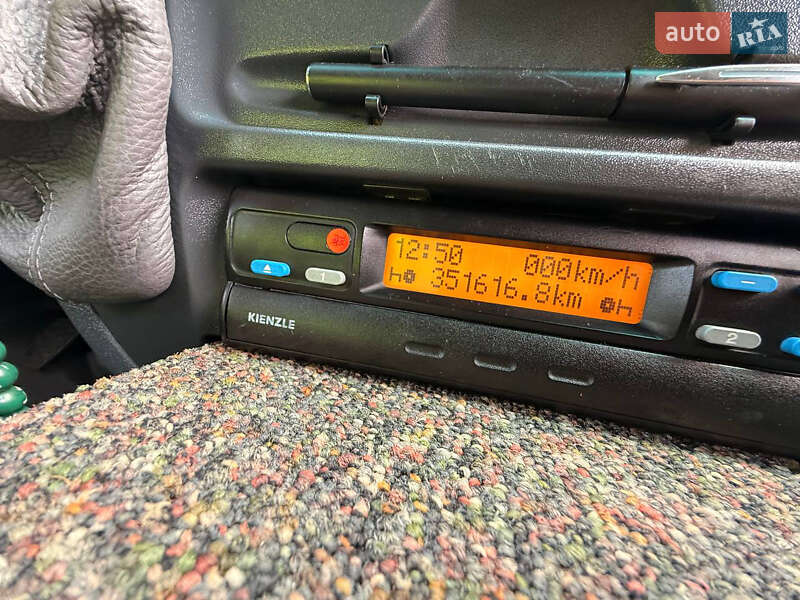 auto RIA
12:50 000km/h
351616.8km
1
2
KIENZLE